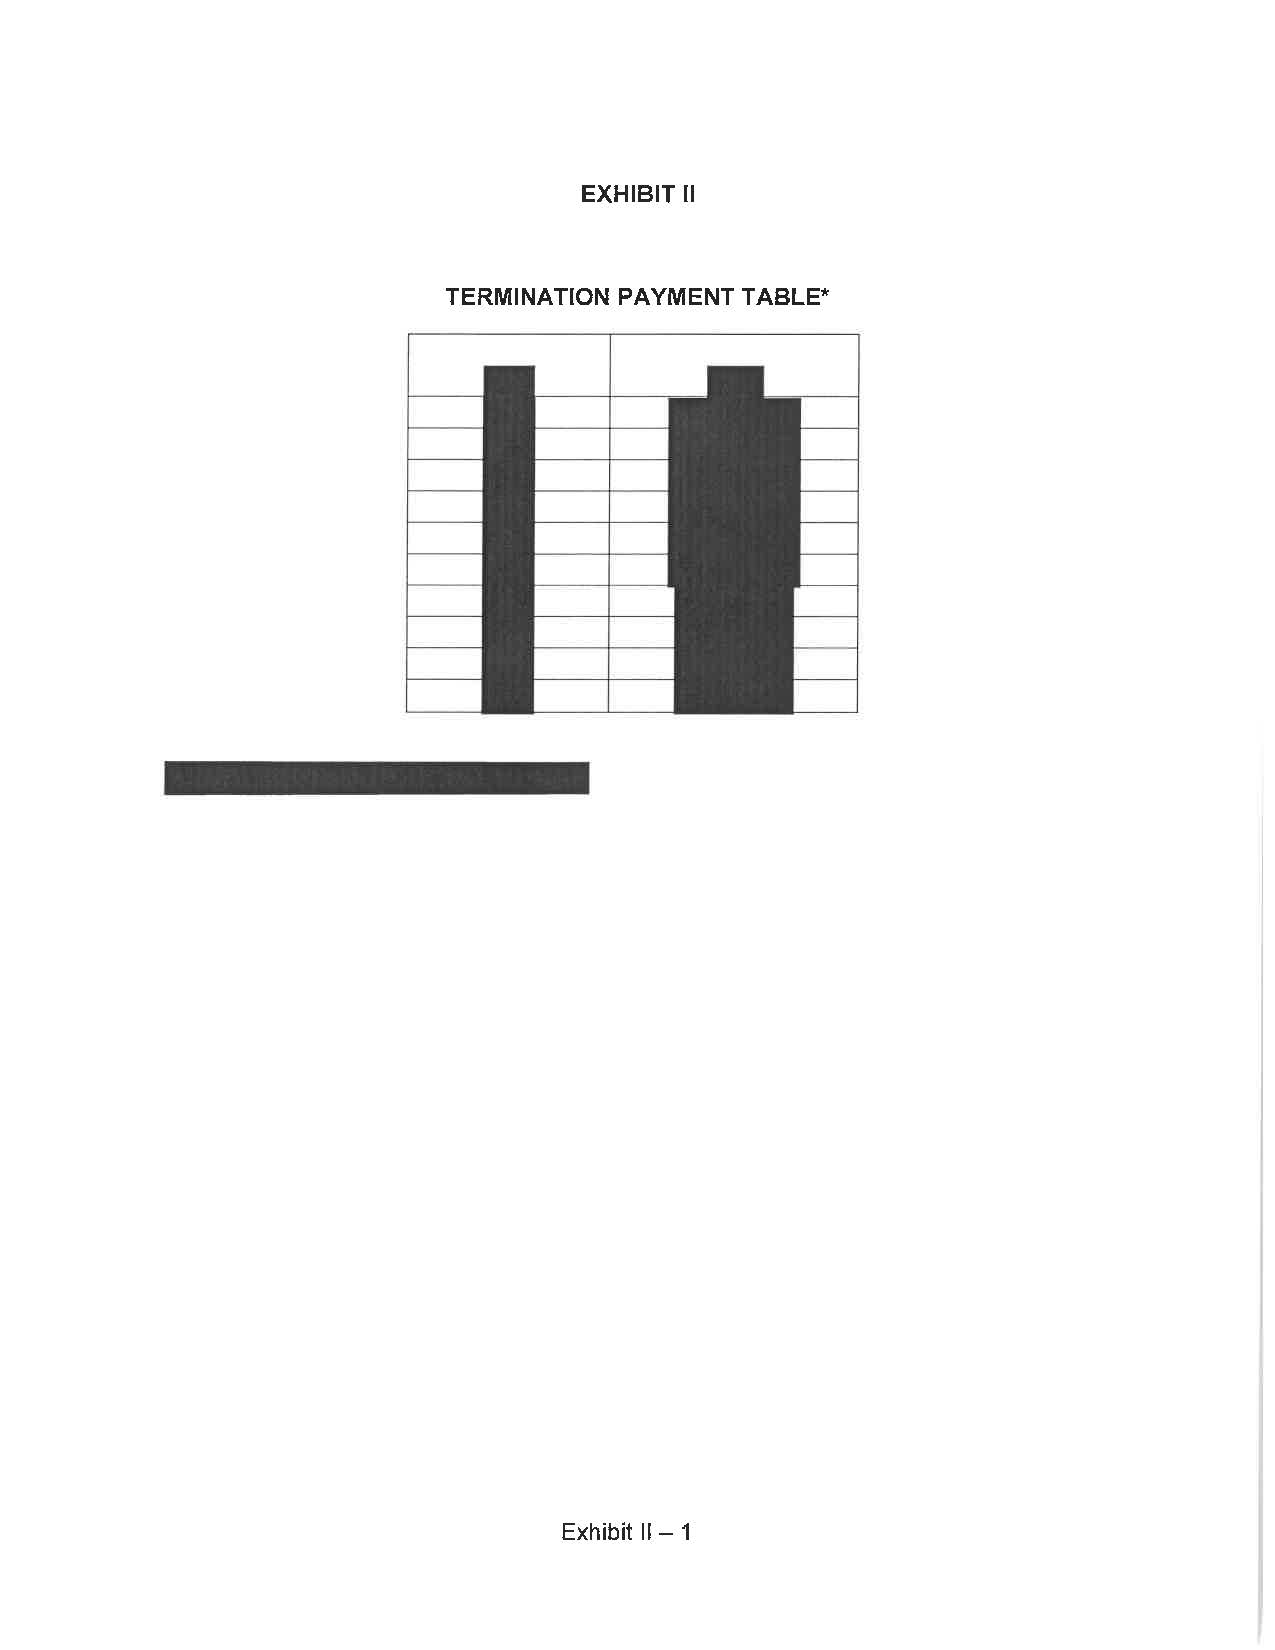 EXHIBIT II
TERMINATION PAYMENT TABLE*
Exhibit II – 1